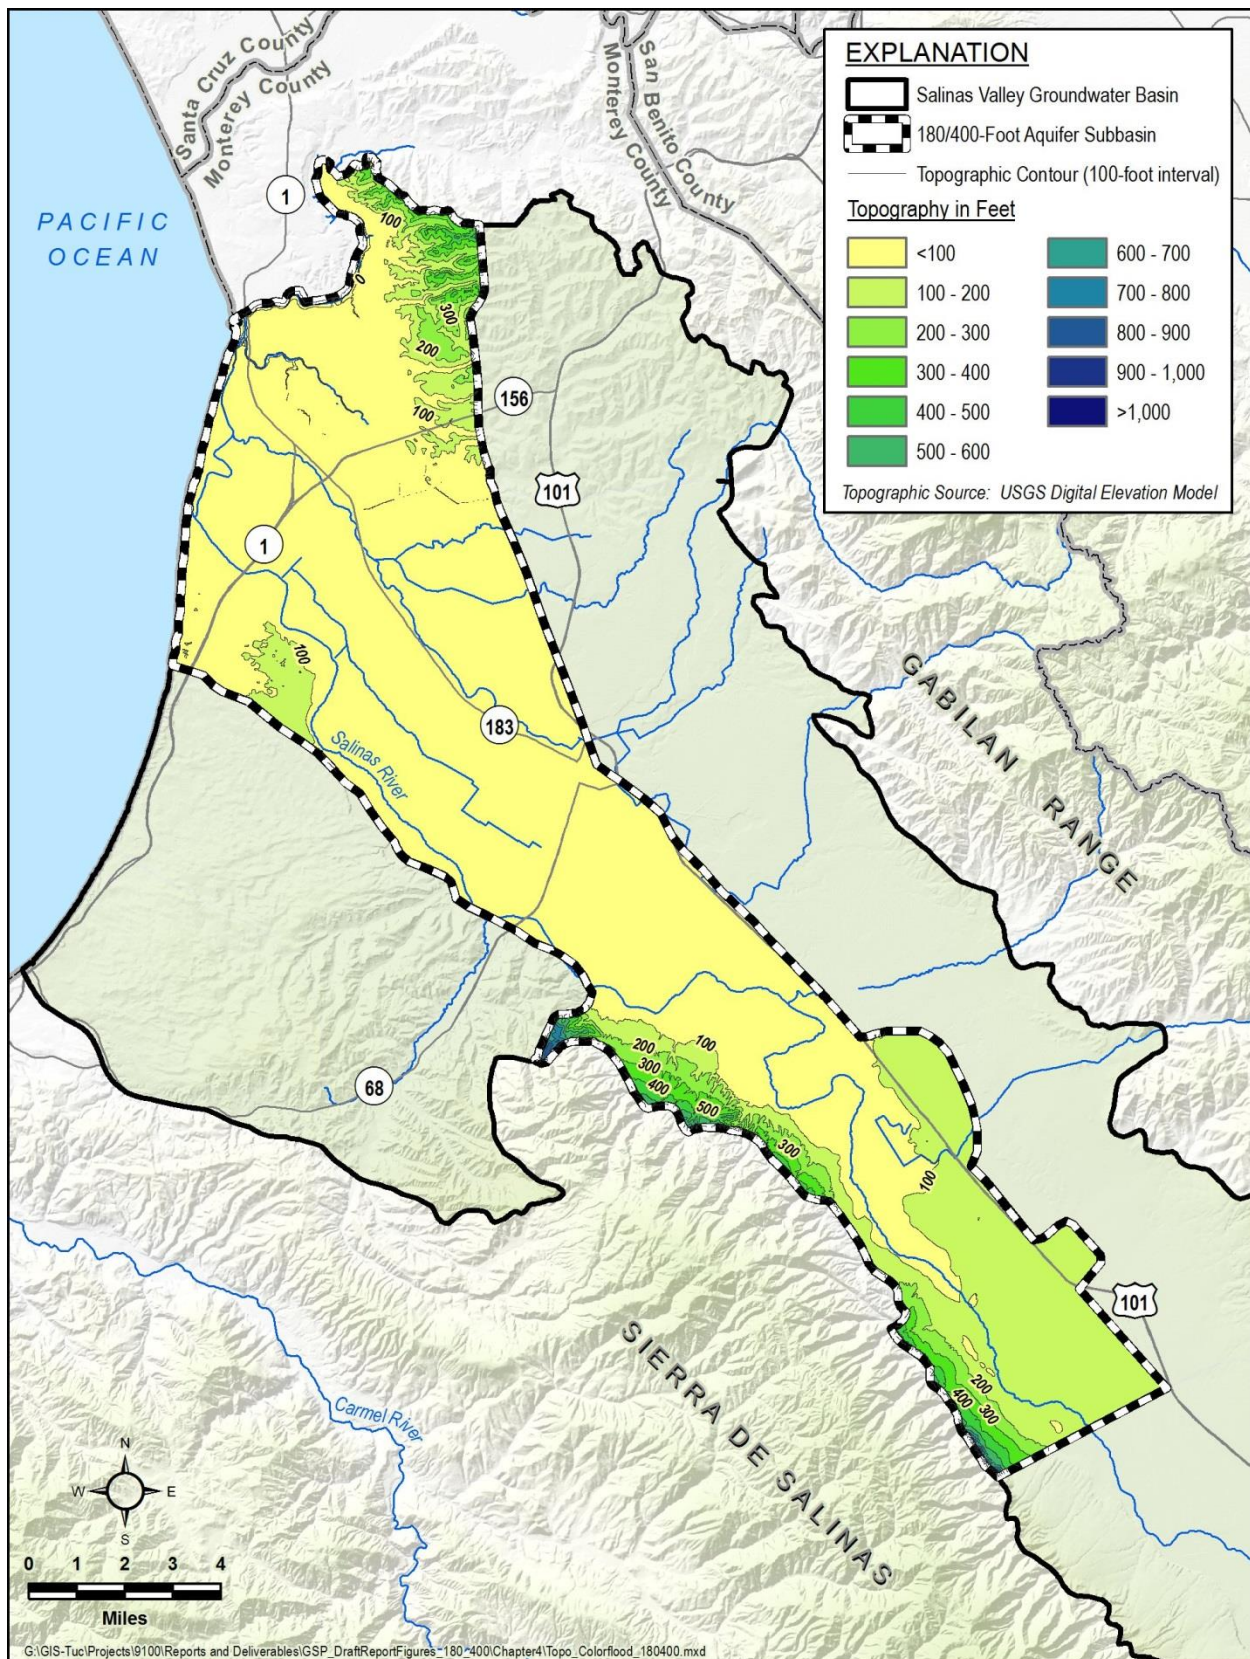 EXPLANATION
Salinas Valley Groundwater Basin
180/400-Foot Aquifer Subbasin
Topographic Contour (100-foot interval)
Topography in Feet
<100
100 - 200
200 - 300
300 - 400
400 - 500
500 - 600
600 - 700
700 - 800
800 - 900
900 - 1,000
>1,000
Topographic Source: USGS Digital Elevation Model
Santa Cruz County
Monterey County
San Benito County
Monterey County
PACIFIC
OCEAN
1
100
0
300
200
100
156
101
1
100
183
Salinas River
GABILAN RANGE
68
200
100
300
400
500
300
100
101
200
400
300
SIERRA DE SALINAS
Carmel River
N
W
E
S
0 1 2 3 4
Miles
G:\GIS-Tuc\Projects\9100\Reports and Deliverables\GSP_DraftReportFigures_180_400\Chapter4\Topo_Colorflood_180400.mxd